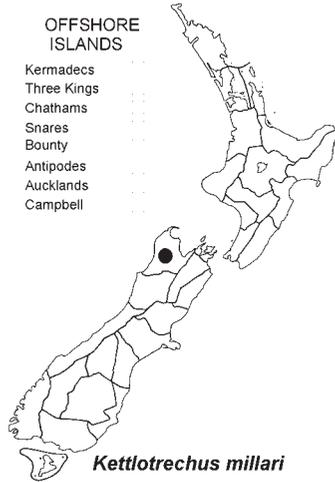 OFFSHORE
ISLANDS
Kermadecs
Three Kings
Chathams
Snares
Bounty
Antipodes
Aucklands
Campbell
Kettlotrechus millari